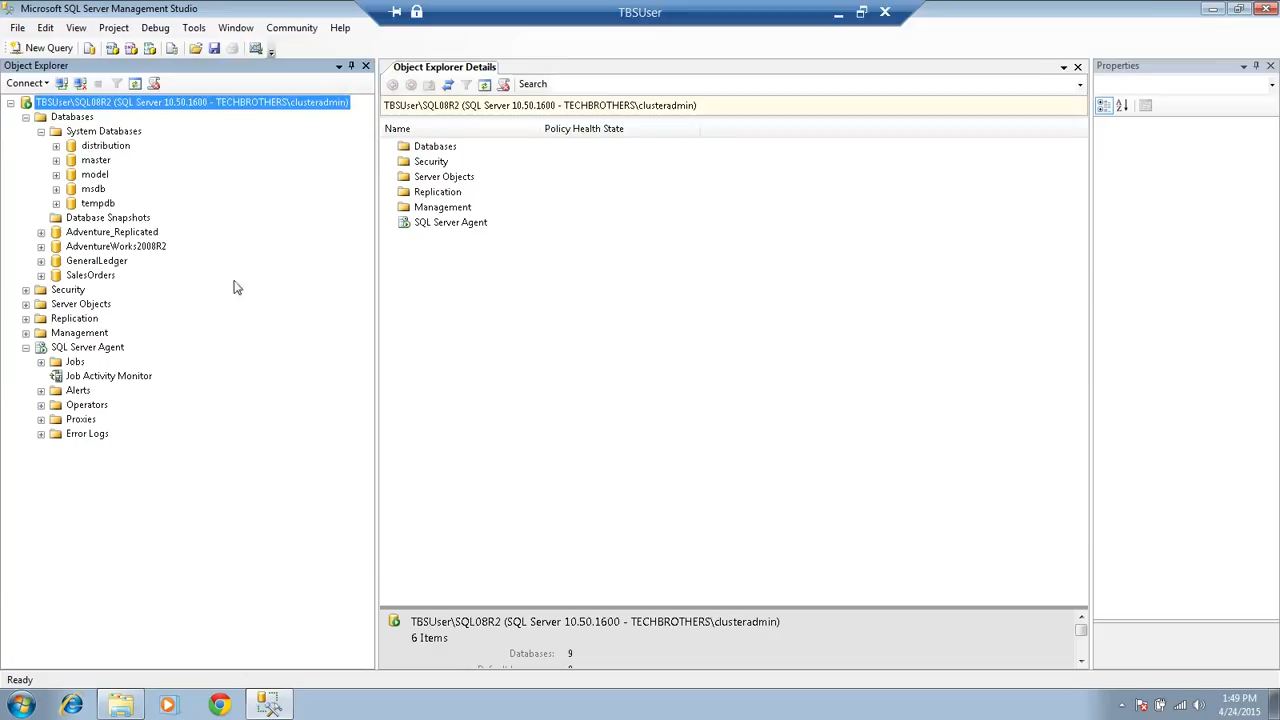 Microsoft SQL Server Management Studio
TBSUser
File Edit View Project Debug Tools Window Community Help
New Query
Object Explorer
Connect
TBSUser\SQL08R2 (SQL Server 10.50.1600 - TECHBROTHERS\clusteradmin)
Databases
System Databases
distribution
master
model
msdb
tempdb
Database Snapshots
Adventure_Replicated
AdventureWorks2008R2
GeneralLedger
SalesOrders
Security
Server Objects
Replication
Management
SQL Server Agent
Jobs
Job Activity Monitor
Alerts
Operators
Proxies
Error Logs
Object Explorer Details
Search
TBSUser\SQL08R2 (SQL Server 10.50.1600 - TECHBROTHERS\clusteradmin)
Name Policy Health State
Databases
Security
Server Objects
Replication
Management
SQL Server Agent
TBSUser\SQL08R2 (SQL Server 10.50.1600 - TECHBROTHERS\clusteradmin)
6 Items
Databases: 9
Properties
Ready
1:49 PM
4/24/2015